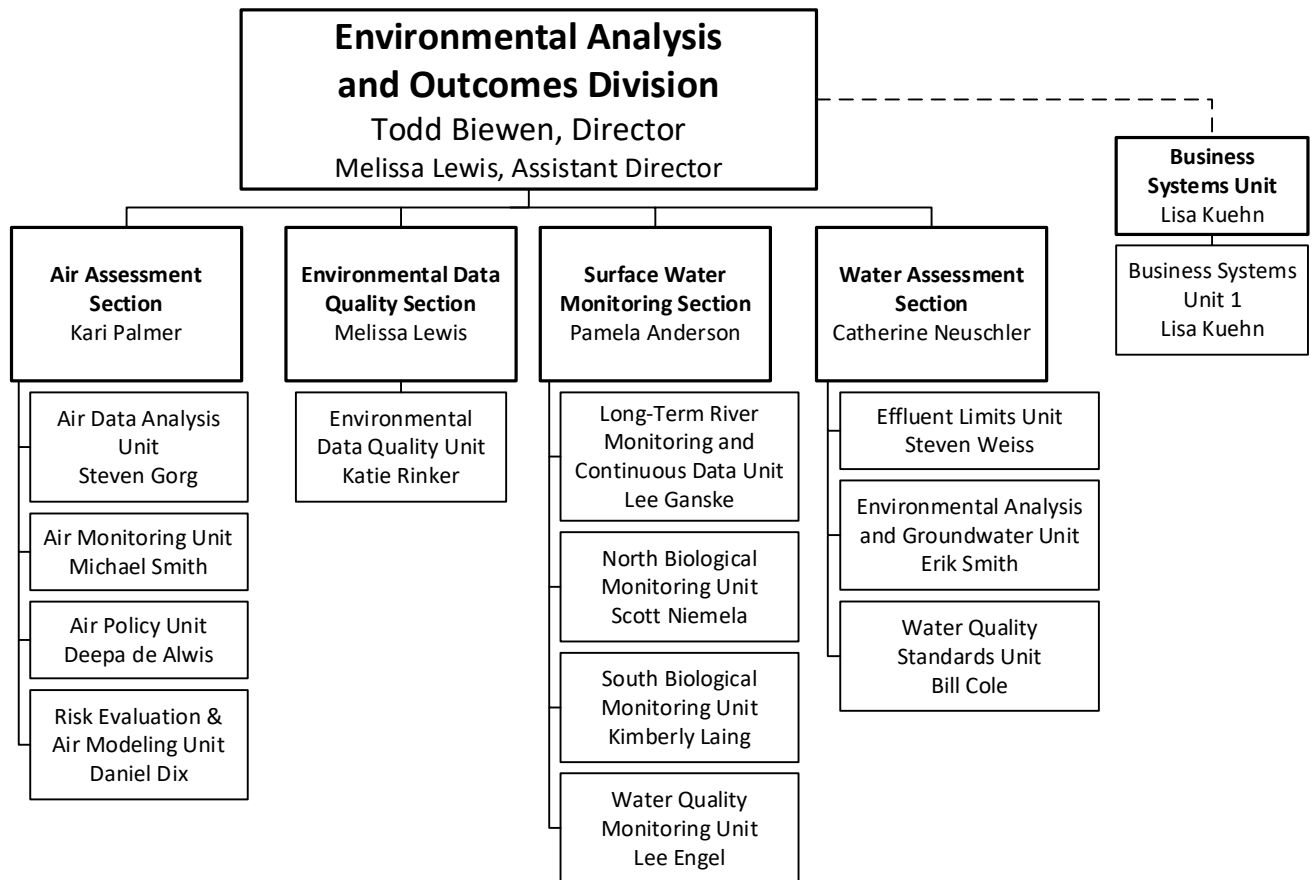 Environmental Analysis
and Outcomes Division
Todd Biewen, Director
Melissa Lewis, Assistant Director
Business
Systems Unit
Lisa Kuehn
Business Systems
Unit 1
Lisa Kuehn
Air Assessment
Section
Kari Palmer
Air Data Analysis
Unit
Steven Gorg
Air Monitoring Unit
Michael Smith
Air Policy Unit
Deepa de Alwis
Risk Evaluation &
Air Modeling Unit
Daniel Dix
Environmental Data
Quality Section
Melissa Lewis
Environmental
Data Quality Unit
Katie Rinker
Surface Water
Monitoring Section
Pamela Anderson
Long-Term River
Monitoring and
Continuous Data Unit
Lee Ganske
North Biological
Monitoring Unit
Scott Niemela
South Biological
Monitoring Unit
Kimberly Laing
Water Quality
Monitoring Unit
Lee Engel
Water Assessment
Section
Catherine Neuschler
Effluent Limits Unit
Steven Weiss
Environmental Analysis
and Groundwater Unit
Erik Smith
Water Quality
Standards Unit
Bill Cole